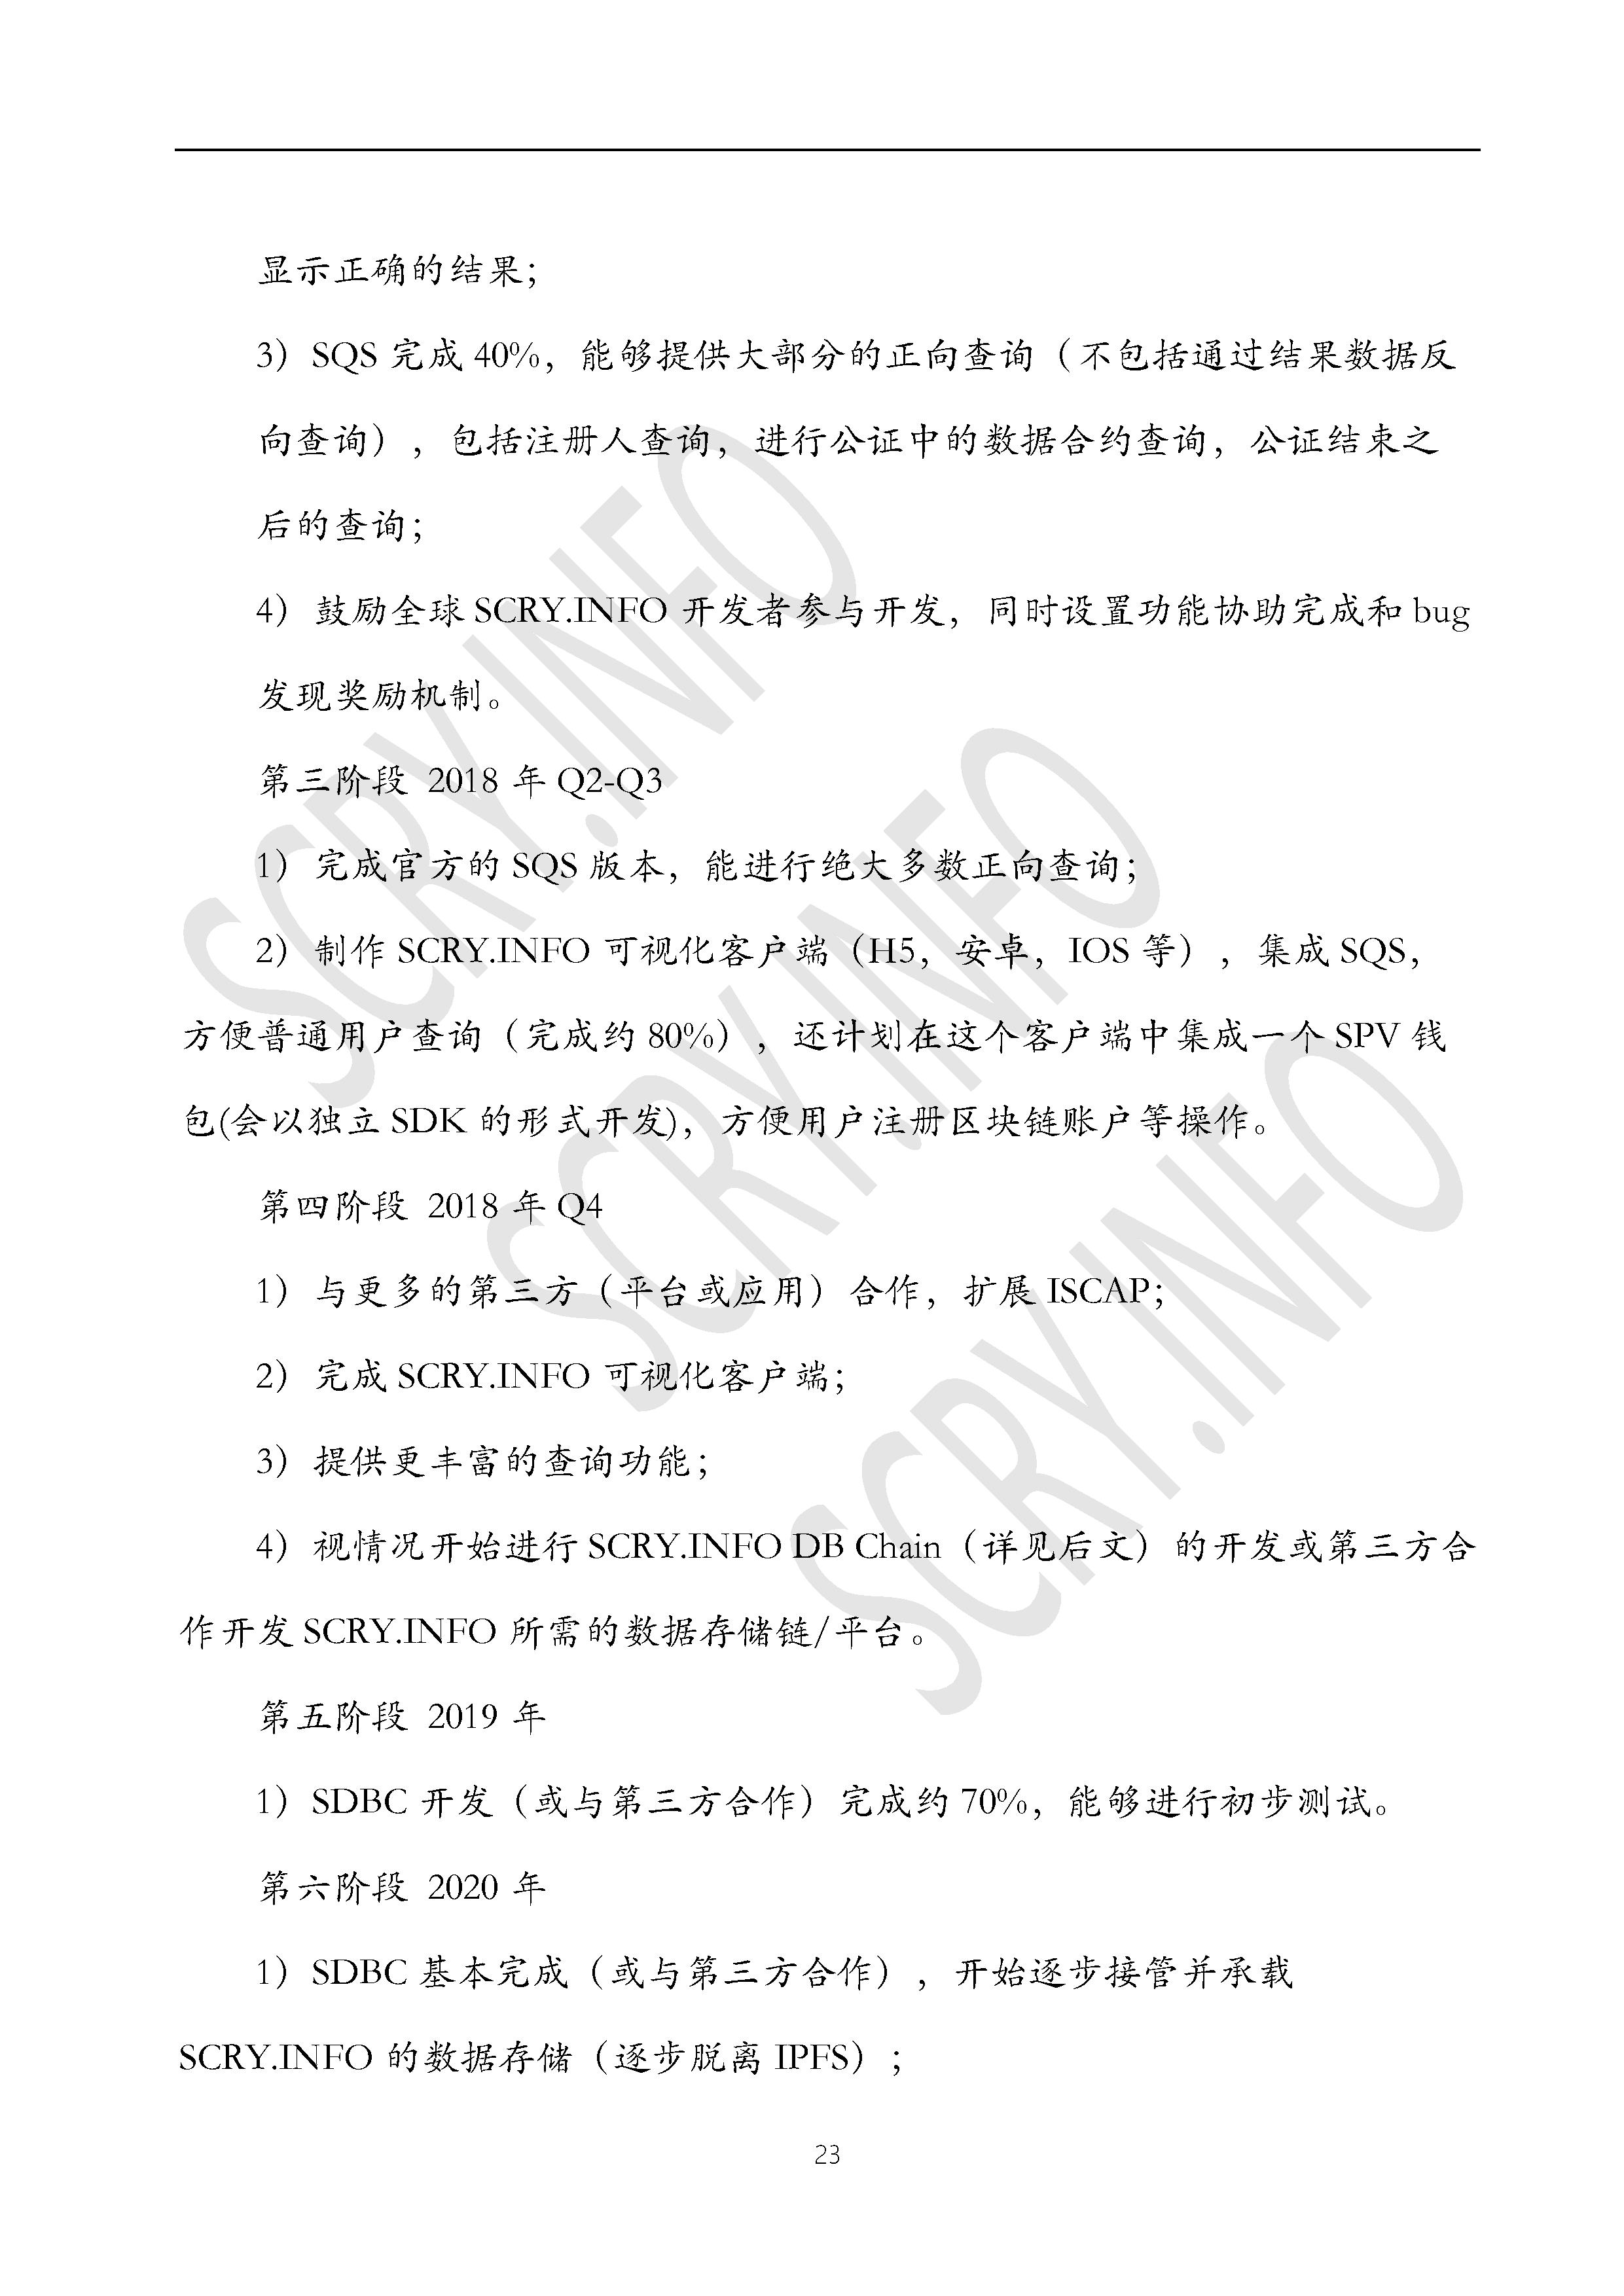 显示正确的结果；
3）SQS 完成 40%，能够提供大部分的正向查询（不包括通过结果数据反
向查询），包括注册人查询，进行公证中的数据合约查询，公证结束之
后的查询；
4）鼓励全球 SCRY.INFO 开发者参与开发，同时设置功能协助完成和 bug
发现奖励机制。
第三阶段 2018 年 Q2-Q3
1）完成官方的 SQS 版本，能进行绝大多数正向查询；
2）制作 SCRY.INFO 可视化客户端（H5，安卓，IOS 等），集成 SQS，
方便普通用户查询（完成约 80%），还计划在这个客户端中集成一个 SPV 钱
包(会以独立 SDK 的形式开发)，方便用户注册区块链账户等操作。
第四阶段 2018 年 Q4
1）与更多的第三方（平台或应用）合作，扩展 ISCAP；
2）完成 SCRY.INFO 可视化客户端；
3）提供更丰富的查询功能；
4）视情况开始进行 SCRY.INFO DB Chain（详见后文）的开发或第三方合
作开发 SCRY.INFO 所需的数据存储链/平台。
第五阶段 2019 年
1）SDBC 开发（或与第三方合作）完成约 70%，能够进行初步测试。
第六阶段 2020 年
1）SDBC 基本完成（或与第三方合作），开始逐步接管并承载
SCRY.INFO 的数据存储（逐步脱离 IPFS）；
23
SCRY.INFO
SCRY.INFO
SCRY.INFO